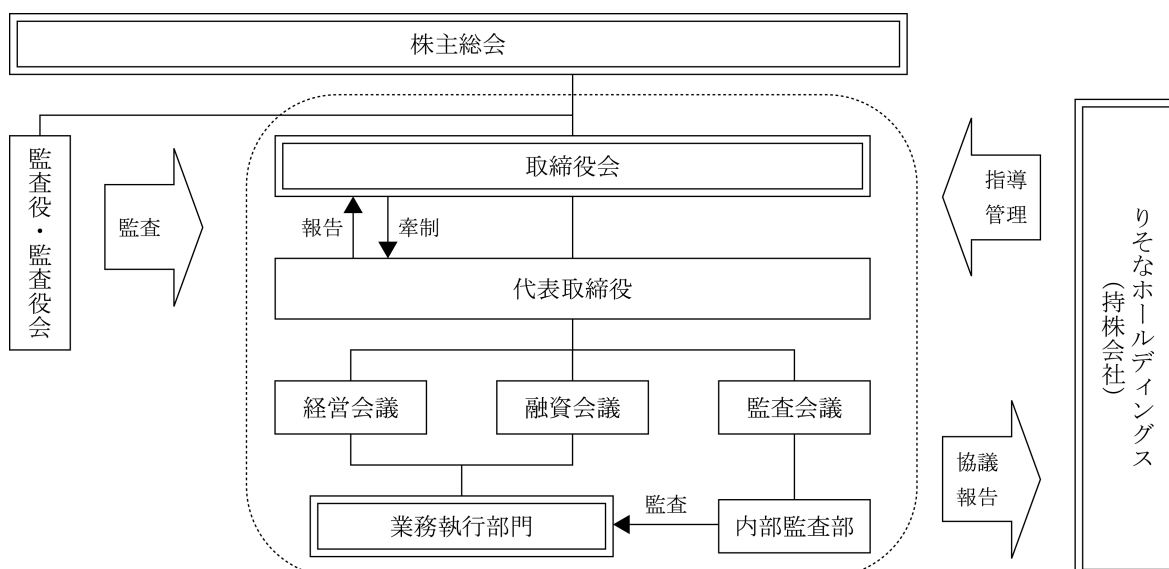 株主総会
監査役・監査役会
監査
取締役会
報告
牽制
代表取締役
経営会議
融資会議
監査会議
業務執行部門
監査
内部監査部
指導
管理
協議
報告
りそなホールディングス
(持株会社)